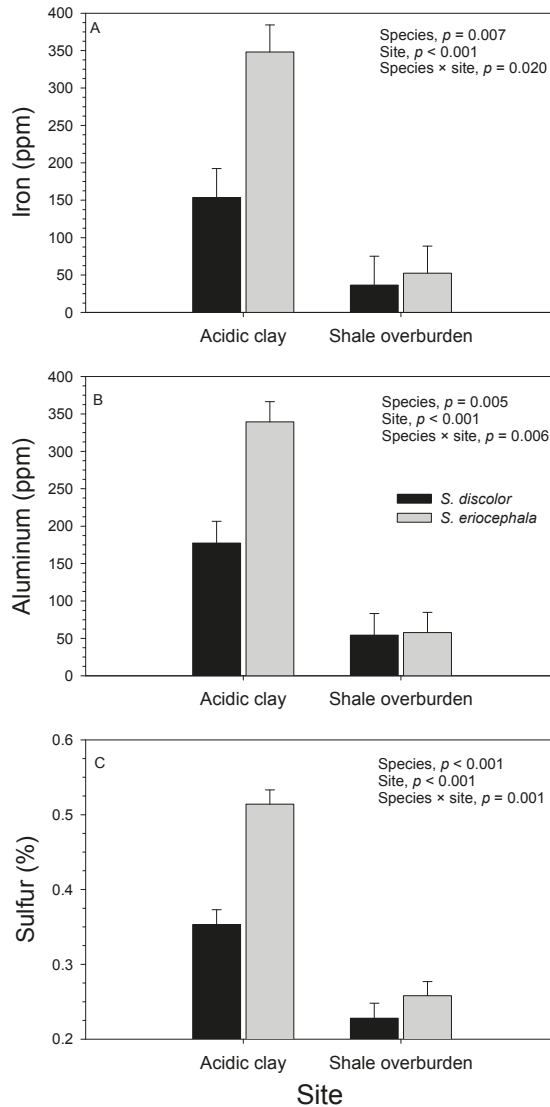 A
Species, p = 0.007
Site, p < 0.001
Species × site, p = 0.020
400
350
300
250
200
150
100
50
0
Iron (ppm)
Acidic clay Shale overburden
B
Species, p = 0.005
Site, p < 0.001
Species × site, p = 0.006
S. discolor
S. eriocephala
400
350
300
250
200
150
100
50
0
Aluminum (ppm)
Acidic clay Shale overburden
C
Species, p < 0.001
Site, p < 0.001
Species × site, p = 0.001
0.6
0.5
0.4
0.3
0.2
Sulfur (%)
Acidic clay Shale overburden
Site